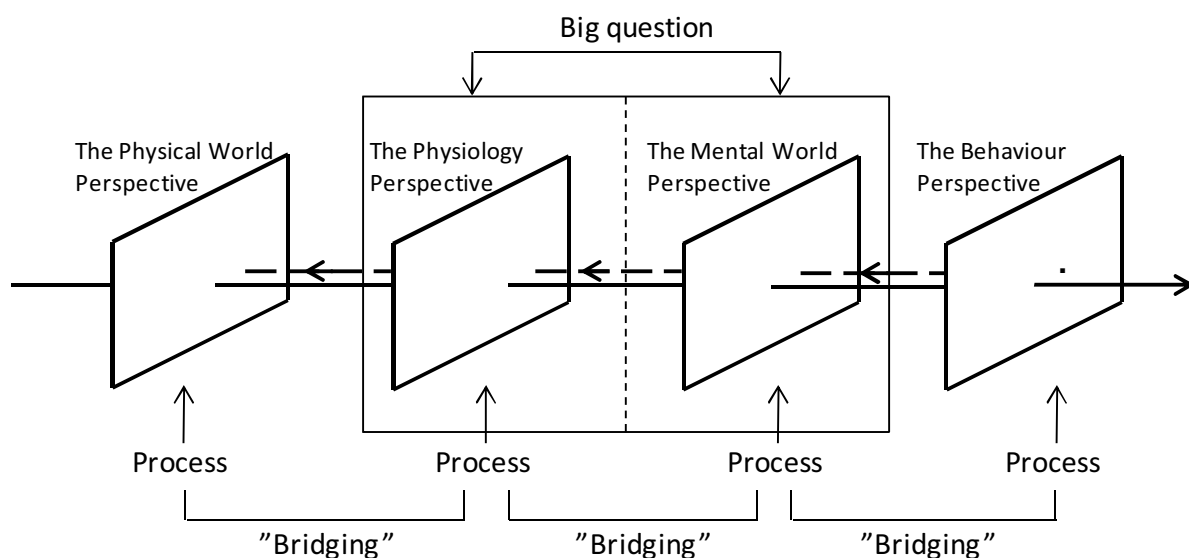 Big question
The Physical World
Perspective
The Physiology
Perspective
The Mental World
Perspective
The Behaviour
Perspective
Process
Process
Process
Process
”Bridging”
”Bridging”
”Bridging”